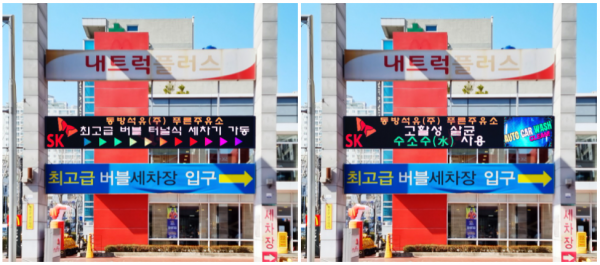 내트럭플러스
동방석유(주) 푸른주유소
최고급 버블 터널식 세차기 가동
SK
최고급 버블세차장 입구
세차장
내트럭플러스
동방석유(주) 푸른주유소
고활성 살균
수소수(水) 사용
SK
AUTO CAR WASH
최고급 버블세차장 입구
세차장